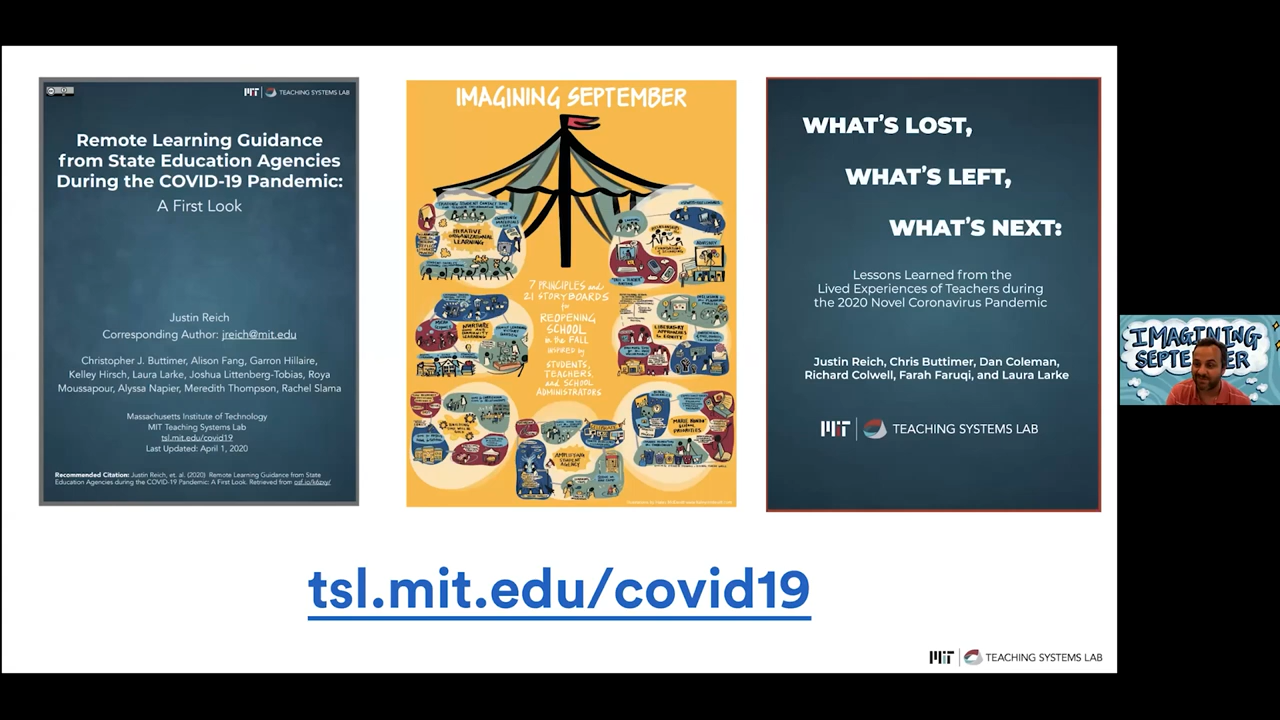 MIT TEACHING SYSTEMS LAB
Remote Learning Guidance
from State Education Agencies
During the COVID-19 Pandemic:
A First Look
Justin Reich
Corresponding Author: jreich@mit.edu
Christopher J. Buttimer, Alison Fang, Garron Hillaire,
Kelley Hirsch, Laura Larke, Joshua Littenberg-Tobias, Roya
Moussapour, Alyssa Napier, Meredith Thompson, Rachel Slama
Massachusetts Institute of Technology
MIT Teaching Systems Lab
tsl.mit.edu/covid19
Last Updated: April 1, 2020
Recommended Citation: Justin Reich, et. al. (2020) Remote Learning Guidance from State
Education Agencies during the COVID-19 Pandemic: A First Look. Retrieved from
IMAGINING SEPTEMBER
ITERATIVE
ORGANIZATIONAL
LEARNING
7 PRINCIPLES and
21 STORYBOARDS
for
REOPENING
SCHOOL
in the FALL
inspired by
STUDENTS,
TEACHERS,
and SCHOOL
ADMINISTRATORS
AMPLIFY
STUDENT
AGENCY
WHAT'S LOST,
WHAT'S LEFT,
WHAT'S NEXT:
Lessons Learned from the
Lived Experiences of Teachers during
the 2020 Novel Coronavirus Pandemic
Justin Reich, Chris Buttimer, Dan Coleman,
Richard Colwell, Farah Faruqi, and Laura Larke
MIT TEACHING SYSTEMS LAB
tsl.mit.edu/covid19
MIT TEACHING SYSTEMS LAB
IMAGINING
SEPTEMBER